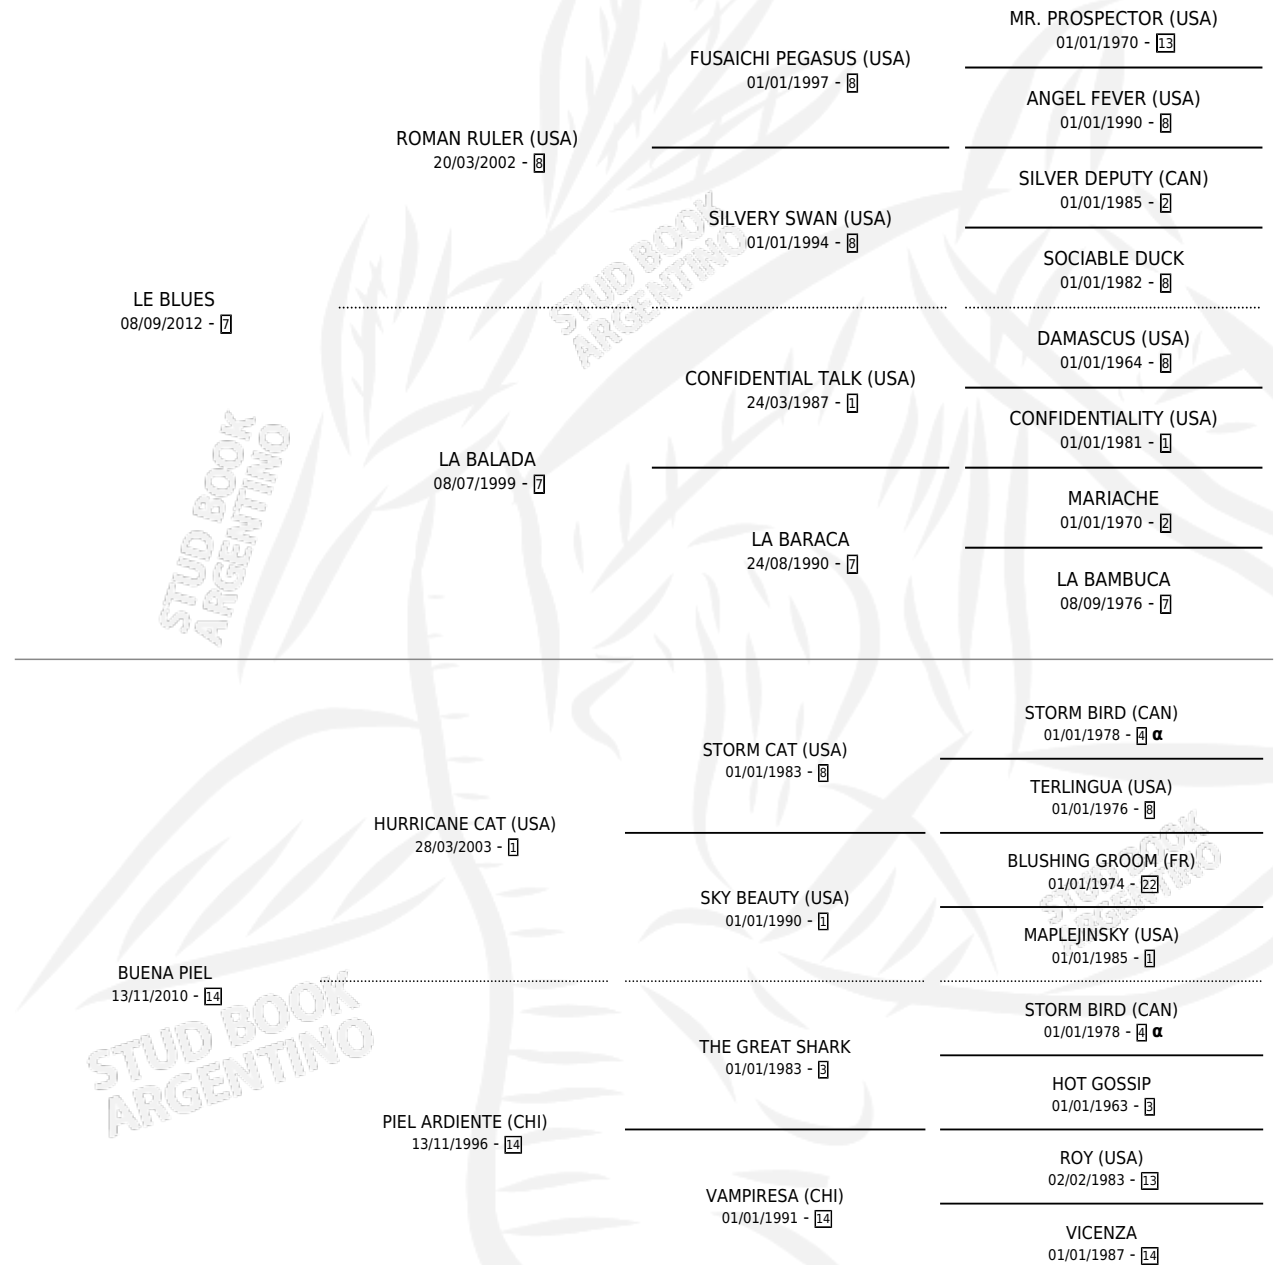 MR. PROSPECTOR (USA)
01/01/1970 - 13
FUSAICHI PEGASUS (USA)
01/01/1997 - 8
ANGEL FEVER (USA)
01/01/1990 - 8
ROMAN RULER (USA)
20/03/2002 - 8
SILVER DEPUTY (CAN)
01/01/1985 - 2
SILVERY SWAN (USA)
01/01/1994 - 8
SOCIABLE DUCK
01/01/1982 - 8
LE BLUES
08/09/2012 - 7
DAMASCUS (USA)
01/01/1964 - 8
CONFIDENTIAL TALK (USA)
24/03/1987 - 1
CONFIDENTIALITY (USA)
01/01/1981 - 1
LA BALADA
08/07/1999 - 7
MARIACHE
01/01/1970 - 2
LA BARACA
24/08/1990 - 7
LA BAMBUCA
08/09/1976 - 7
STORM BIRD (CAN)
01/01/1978 - 4 α
STORM CAT (USA)
01/01/1983 - 8
TERLINGUA (USA)
01/01/1976 - 8
HURRICANE CAT (USA)
28/03/2003 - 1
BLUSHING GROOM (FR)
01/01/1974 - 22
SKY BEAUTY (USA)
01/01/1990 - 1
MAPLEJINSKY (USA)
01/01/1985 - 1
BUENA PIEL
13/11/2010 - 14
STORM BIRD (CAN)
01/01/1978 - 4 α
THE GREAT SHARK
01/01/1983 - 3
HOT GOSSIP
01/01/1963 - 3
PIEL ARDIENTE (CHI)
13/11/1996 - 14
ROY (USA)
02/02/1983 - 13
VAMPIRESA (CHI)
01/01/1991 - 14
VICENZA
01/01/1987 - 14
STUD BOOK
ARGENTINO
STUD BOOK
ARGENTINO
STUD BOOK
ARGENTINO
STUD BOOK
ARGENTINO